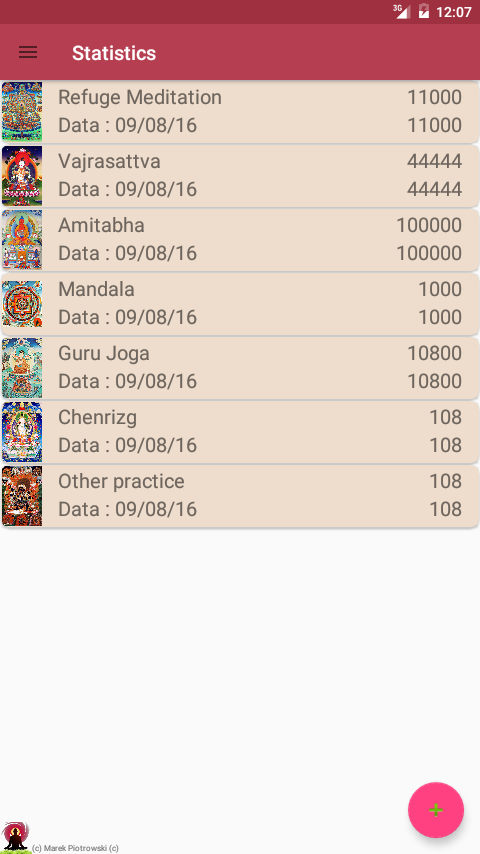 3G 12:07
Statistics
Refuge Meditation 11000
Data : 09/08/16 11000
Vajrasattva 44444
Data : 09/08/16 44444
Amitabha 100000
Data : 09/08/16 100000
Mandala 1000
Data : 09/08/16 1000
Guru Joga 10800
Data : 09/08/16 10800
Chenrizg 108
Data : 09/08/16 108
Other practice 108
Data : 09/08/16 108
+
(c) Marek Piotrowski (c)